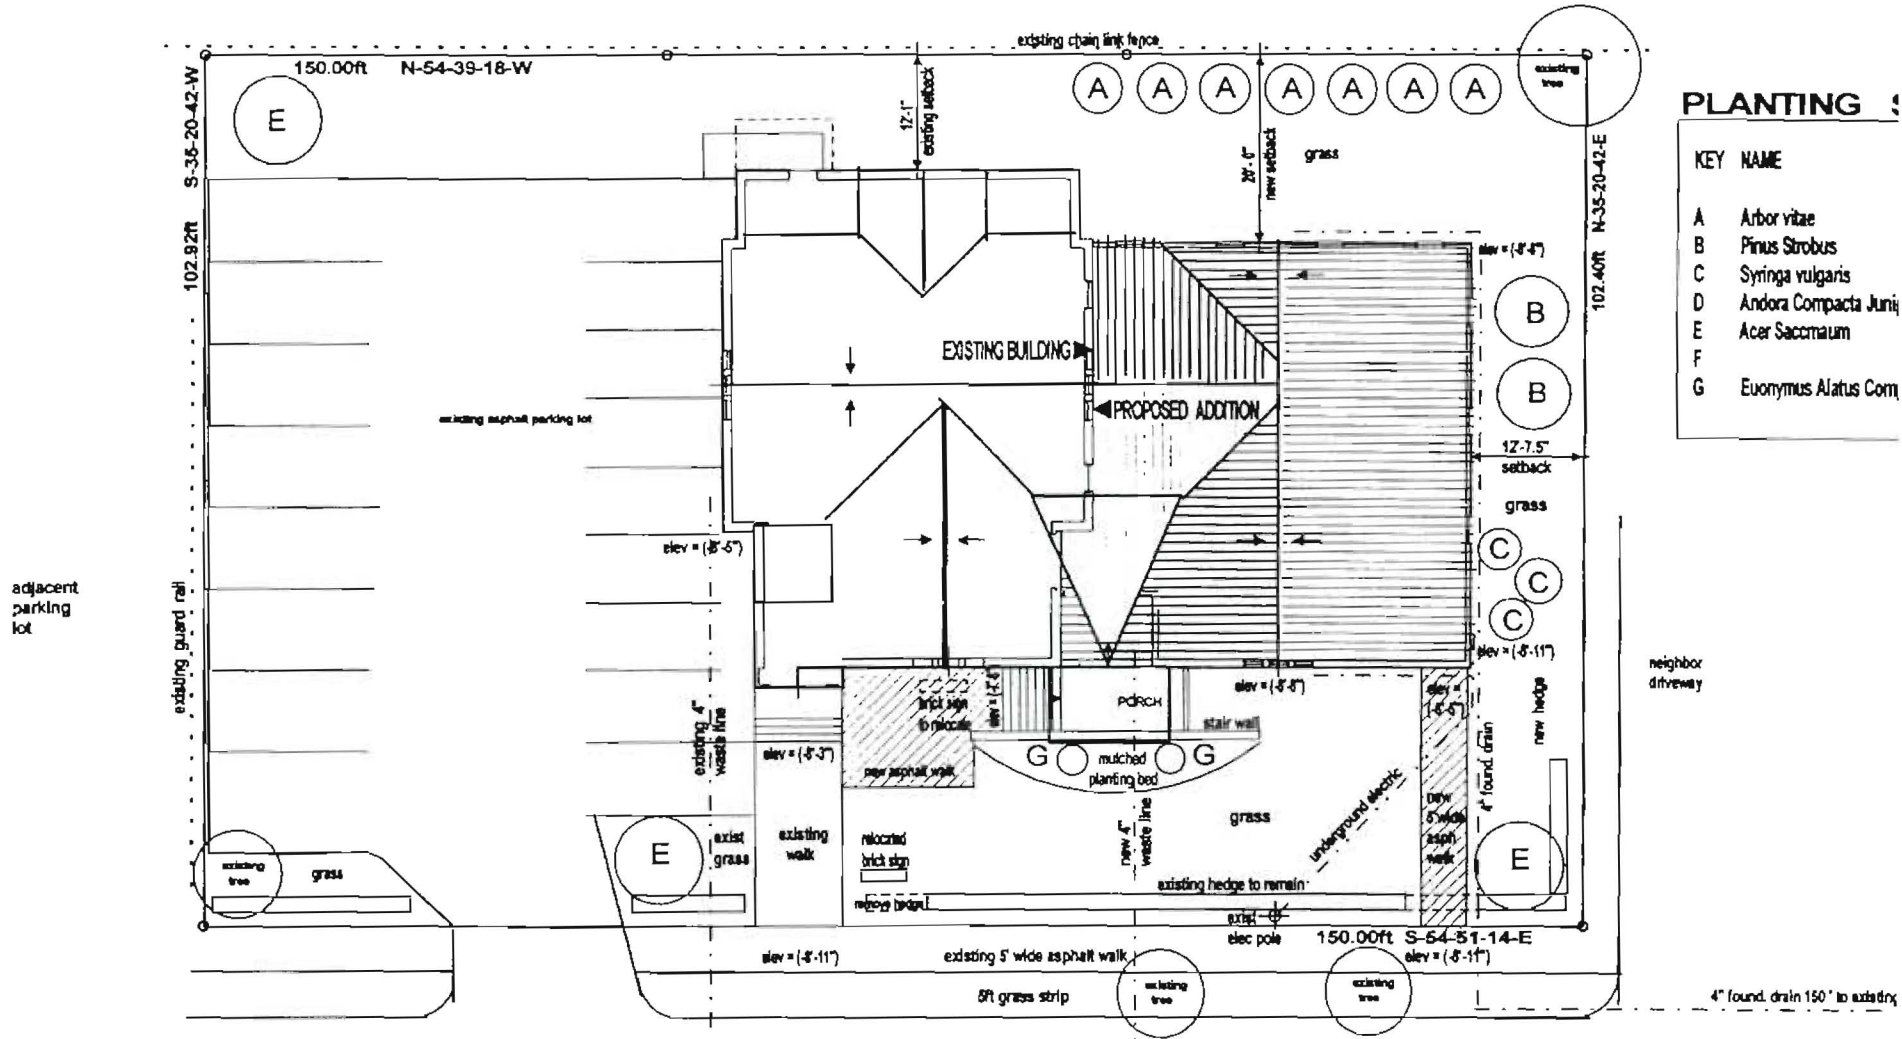 existing chain link fence
150.00ft N-54-39-18-W
S-35-20-42-W
102.92ft
E
12'-1"
existing setback
A A A A A A A
existing
tree
20'-0"
new setback
grass
N-35-20-42-E
102.40ft
PLANTING
KEY NAME
A Arbor vitae
B Pinus Strobus
C Syringa vulgaris
D Andora Compacta Juni
E Acer Saccrnaum
F
G Euonymus Alatus Com
elev = (-8'-8")
B
B
EXISTING BUILDING
PROPOSED ADDITION
existing asphalt parking lot
12'-7.5"
setback
grass
C
C
C
elev = (-8'-5")
adjacent
parking
lot
existing guard rail
elev = (-8'-11")
neighbor
driveway
new hedge
4" found. drain
existing 4"
waste line
brick sign
to relocate
PORCH
elev = (-8'-8")
stair wall
elev =
elev = (-8'-3")
new asphalt walk
G
G
mulched
planting bed
grass
underground electric
new
5' wide
asph
walk
existing
tree
grass
E
exist
grass
existing
walk
relocated
brick sign
new 4"
waste line
E
existing hedge to remain
remove hedge
exist
elec pole
150.00ft S-54-51-14-E
elev = (-8'-11")
existing 5' wide asphalt walk
elev = (-8'-11")
5ft grass strip
existing
tree
existing
tree
4" found. drain 150 ' to existing